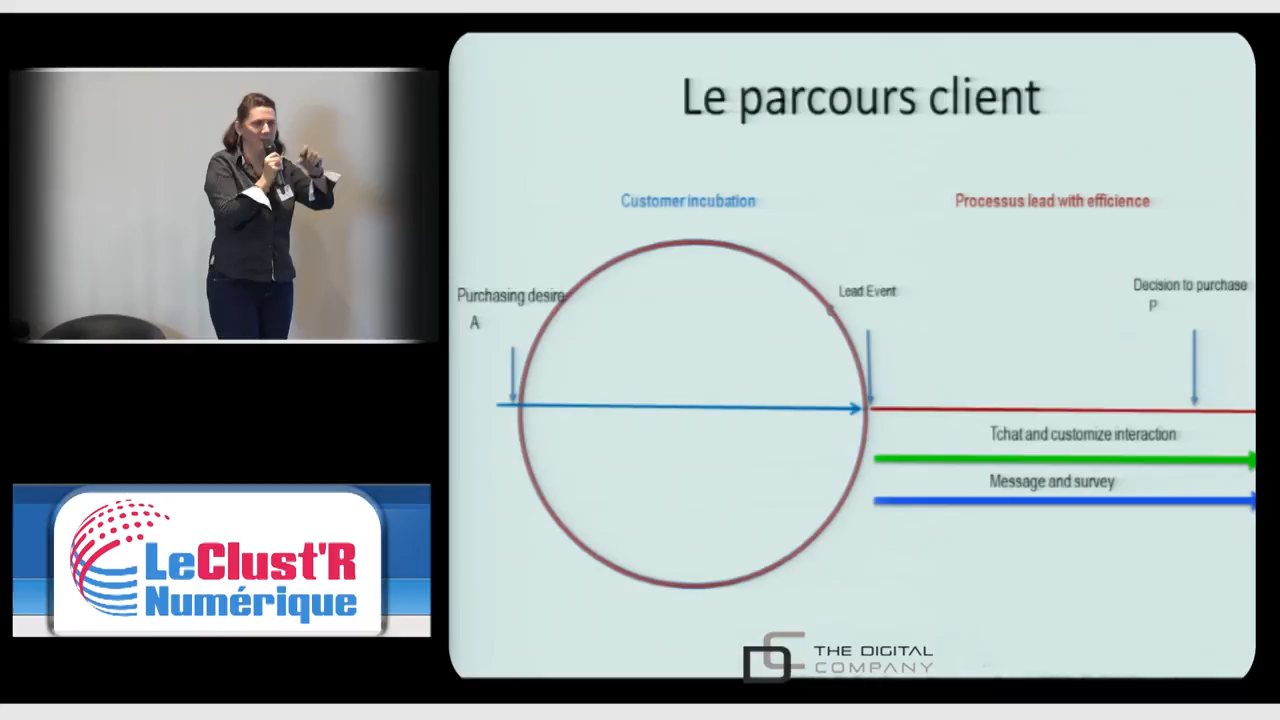 Le parcours client
Customer incubation
Processus lead with efficience
Purchasing desire
A
Lead Event
Decision to purchase
P
Tchat and customize interaction
Message and survey
LeClust'R
Numérique
DC
THE DIGITAL
COMPANY